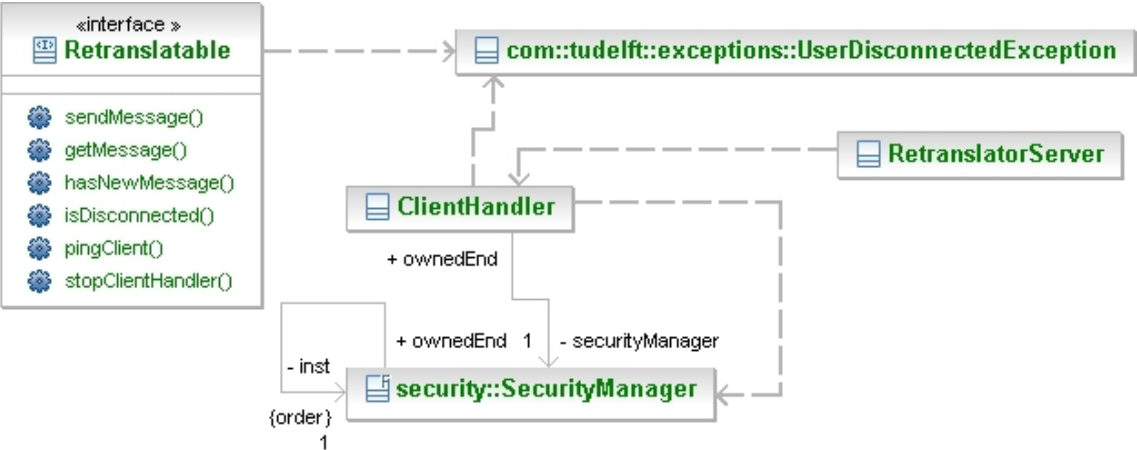 «interface »
Retranslatable
sendMessage()
getMessage()
hasNewMessage()
isDisconnected()
pingClient()
stopClientHandler()
com::tudelft::exceptions::UserDisconnectedException
RetranslatorServer
ClientHandler
+ ownedEnd
+ ownedEnd 1 - securityManager
- inst
security::SecurityManager
{order}
1